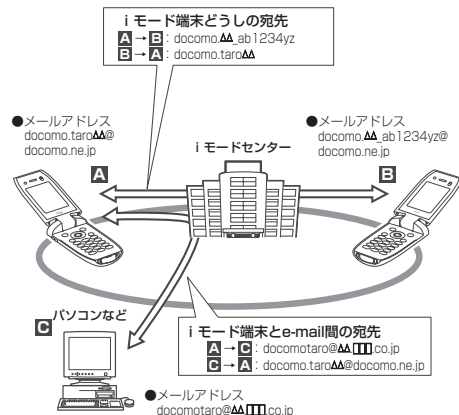 iモード端末どうしの宛先
A→B：docomo.ΔΔ_ab1234yz
B→A：docomo.taroΔΔ
●メールアドレス
docomo.taroΔΔ@
docomo.ne.jp
iモードセンター
●メールアドレス
docomo.ΔΔ_ab1234yz@
docomo.ne.jp
A
B
C
パソコンなど
iモード端末とe-mail間の宛先
A→C：docomotaro@ΔΔ□□□.co.jp
C→A：docomo.taroΔΔ@docomo.ne.jp
●メールアドレス
docomotaro@ΔΔ□□□.co.jp